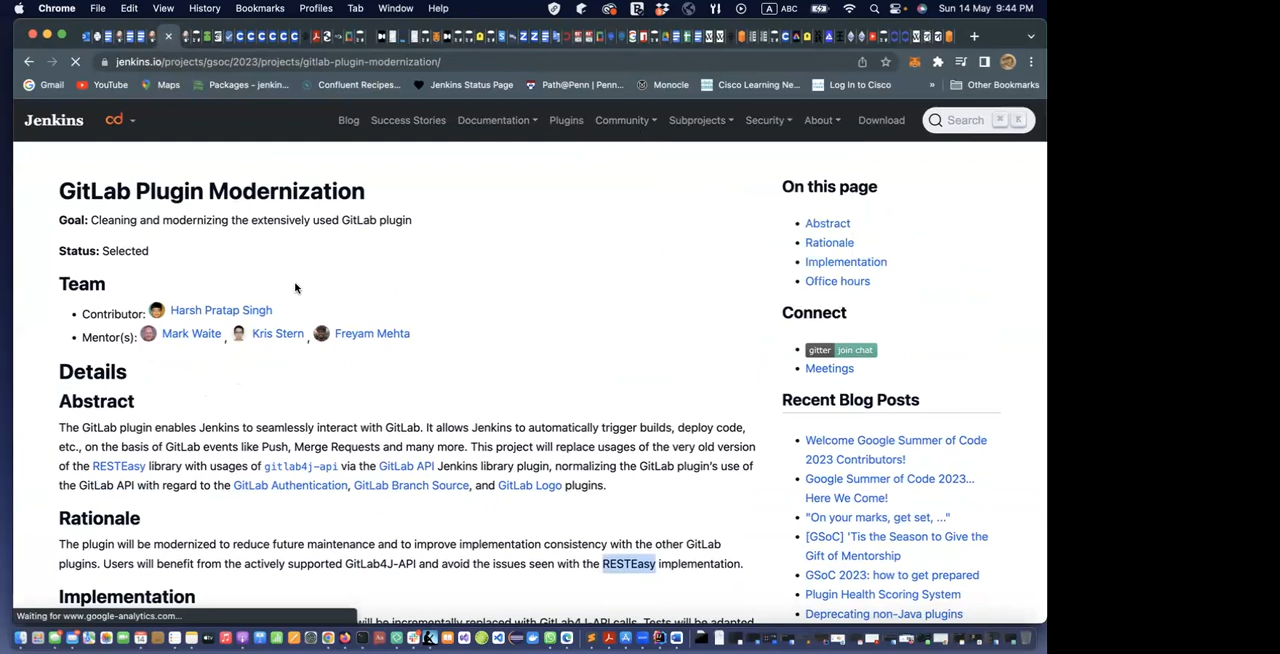 Chrome File Edit View History Bookmarks Profiles Tab Window Help A ABC Sun 14 May 9:44 PM
jenkins.io/projects/gsoc/2023/projects/gitlab-plugin-modernization/
Gmail YouTube Maps Packages - jenkin... Confluent Recipes... Jenkins Status Page Path@Penn | Penn... Monocle Cisco Learning Ne... Log In to Cisco » Other Bookmarks
Jenkins cd Blog Success Stories Documentation Plugins Community Subprojects Security About Download Search ⌘ K
GitLab Plugin Modernization
Goal: Cleaning and modernizing the extensively used GitLab plugin
Status: Selected
Team
• Contributor: Harsh Pratap Singh
• Mentor(s): Mark Waite , Kris Stern , Freyam Mehta
Details
Abstract
The GitLab plugin enables Jenkins to seamlessly interact with GitLab. It allows Jenkins to automatically trigger builds, deploy code,
etc., on the basis of GitLab events like Push, Merge Requests and many more. This project will replace usages of the very old version
of the RESTEasy library with usages of gitlab4j-api via the GitLab API Jenkins library plugin, normalizing the GitLab plugin's use of
the GitLab API with regard to the GitLab Authentication, GitLab Branch Source, and GitLab Logo plugins.
Rationale
The plugin will be modernized to reduce future maintenance and to improve implementation consistency with the other GitLab
plugins. Users will benefit from the actively supported GitLab4J-API and avoid the issues seen with the RESTEasy implementation.
Implementation
will be incrementally replaced with GitLab4J-API calls. Tests will be adapted
Waiting for www.google-analytics.com...
On this page
• Abstract
• Rationale
• Implementation
• Office hours
Connect
• gitter join chat
• Meetings
Recent Blog Posts
• Welcome Google Summer of Code
2023 Contributors!
• Google Summer of Code 2023...
Here We Come!
• "On your marks, get set, ..."
• [GSoC] 'Tis the Season to Give the
Gift of Mentorship
• GSoC 2023: how to get prepared
• Plugin Health Scoring System
• Deprecating non-Java plugins